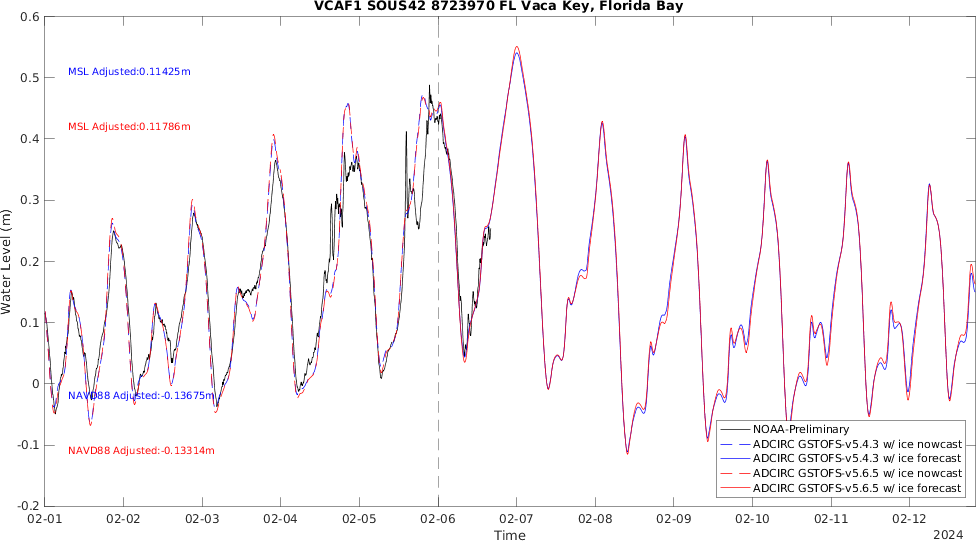 VCAF1 SOUS42 8723970 FL Vaca Key, Florida Bay
0.6
0.5
0.4
0.3
0.2
0.1
0
-0.1
-0.2
Water Level (m)
MSL Adjusted:0.11425m
MSL Adjusted:0.11786m
NAVD88 Adjusted:-0.13675m
NAVD88 Adjusted:-0.13314m
NOAA-Preliminary
ADCIRC GSTOFS-v5.4.3 w/ ice nowcast
ADCIRC GSTOFS-v5.4.3 w/ ice forecast
ADCIRC GSTOFS-v5.6.5 w/ ice nowcast
ADCIRC GSTOFS-v5.6.5 w/ ice forecast
02-01 02-02 02-03 02-04 02-05 02-06 02-07 02-08 02-09 02-10 02-11 02-12
Time
2024